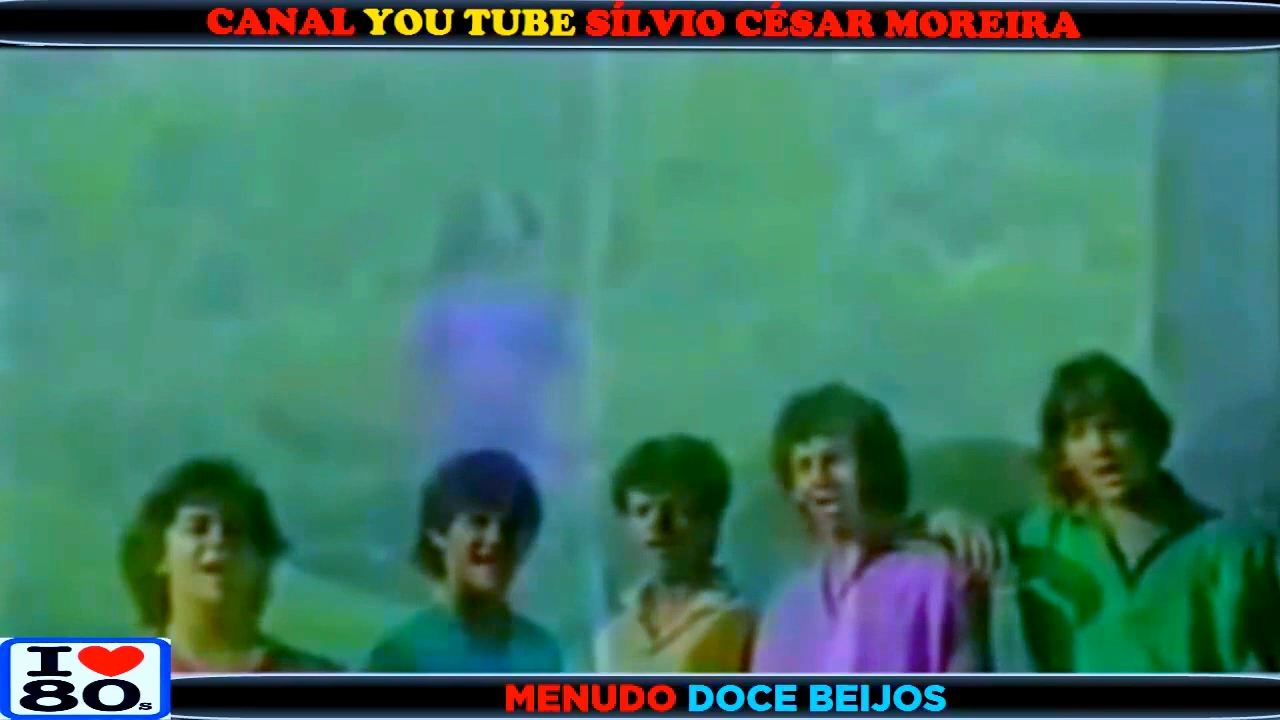 CANAL YOU TUBE SÍLVIO CÉSAR MOREIRA
I ♥
80s
MENUDO DOCE BEIJOS